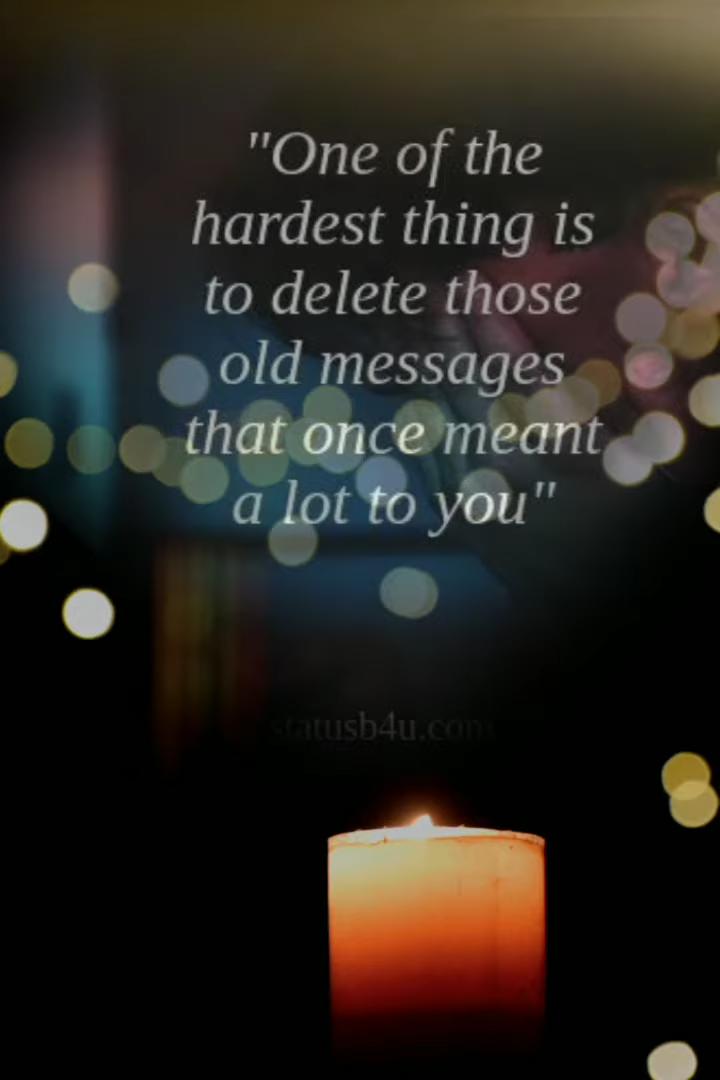 "One of the
hardest thing is
to delete those
old messages
that once meant
a lot to you"
statusb4u.com